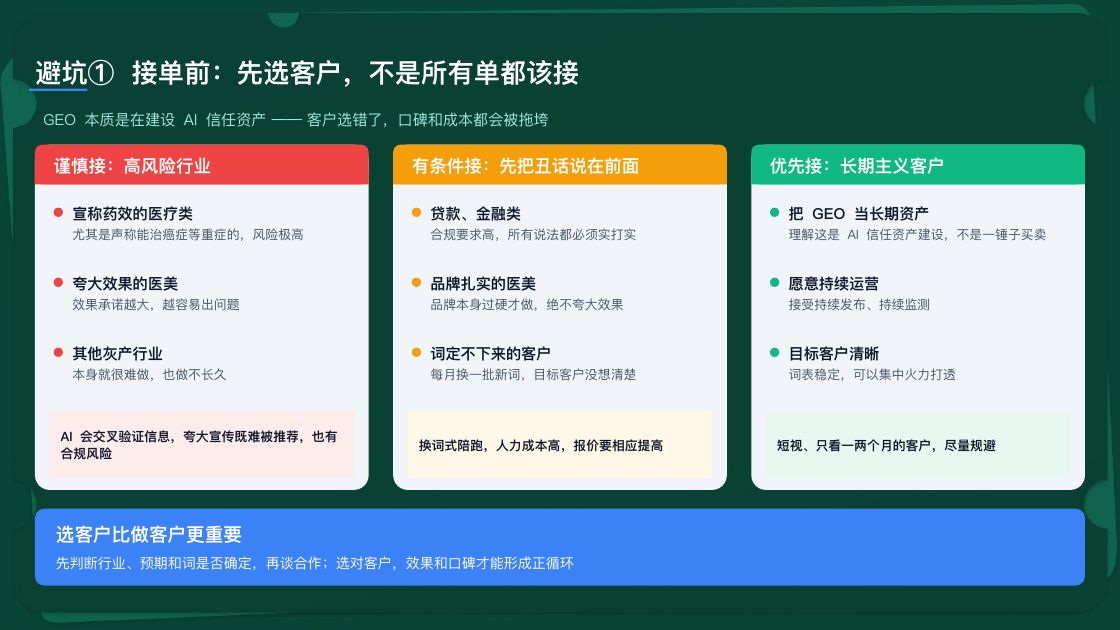 避坑① 接单前：先选客户，不是所有单都该接
GEO 本质是在建设 AI 信任资产 —— 客户选错了，口碑和成本都会被拖垮
谨慎接：高风险行业
宣称药效的医疗类
尤其是声称能治癌症等重症的，风险极高
夸大效果的医美
效果承诺越大，越容易出问题
其他灰产行业
本身就很难做，也做不长久
AI 会交叉验证信息，夸大宣传既难被推荐，也有
合规风险
有条件接：先把丑话说在前面
贷款、金融类
合规要求高，所有说法都必须实打实
品牌扎实的医美
品牌本身过硬才做，绝不夸大效果
词定不下来的客户
每月换一批新词，目标客户没想清楚
换词式陪跑，人力成本高，报价要相应提高
优先接：长期主义客户
把 GEO 当长期资产
理解这是 AI 信任资产建设，不是一锤子买卖
愿意持续运营
接受持续发布、持续监测
目标客户清晰
词表稳定，可以集中火力打透
短视、只看一两个月的客户，尽量规避
选客户比做客户更重要
先判断行业、预期和词是否确定，再谈合作；选对客户，效果和口碑才能形成正循环